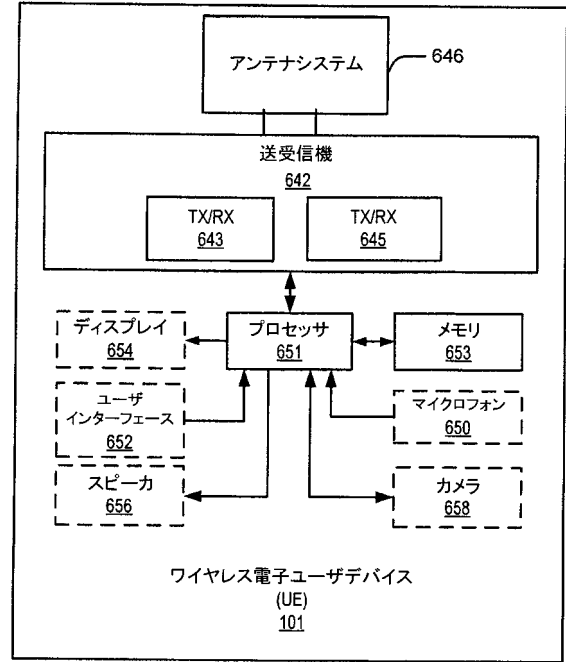 アンテナシステム
646
送受信機
642
TX/RX
643
TX/RX
645
ディスプレイ
654
プロセッサ
651
メモリ
653
ユーザ
インターフェース
652
マイクロフォン
650
スピーカ
656
カメラ
658
ワイヤレス電子ユーザデバイス
(UE)
101